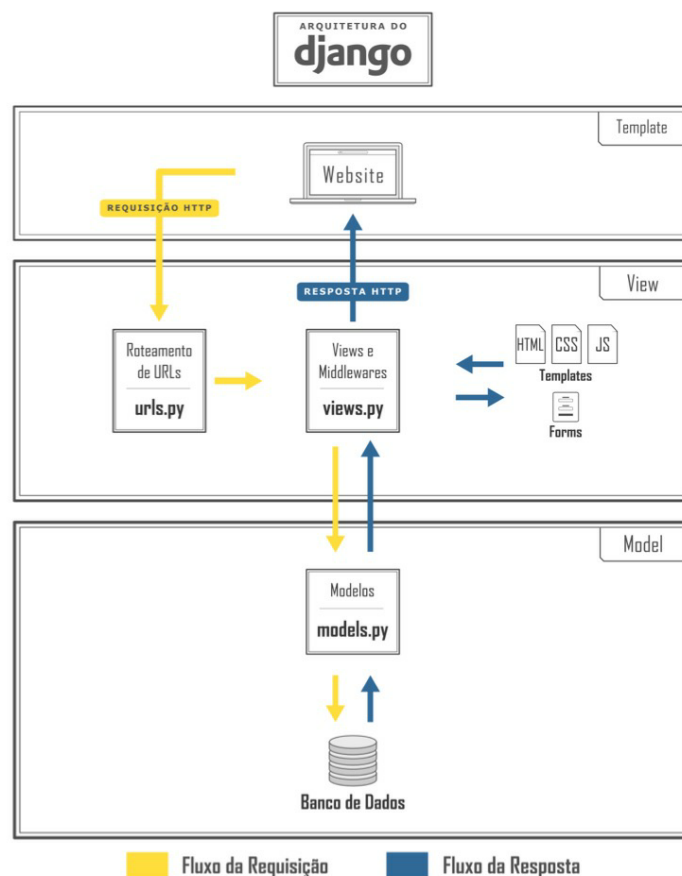 ARQUITETURA DO
django
Template
Website
REQUISIÇÃO HTTP
View
RESPOSTA HTTP
Roteamento
de URLs
urls.py
Views e
Middlewares
views.py
HTML
CSS
JS
Templates
Forms
Model
Modelos
models.py
Banco de Dados
Fluxo da Requisição
Fluxo da Resposta